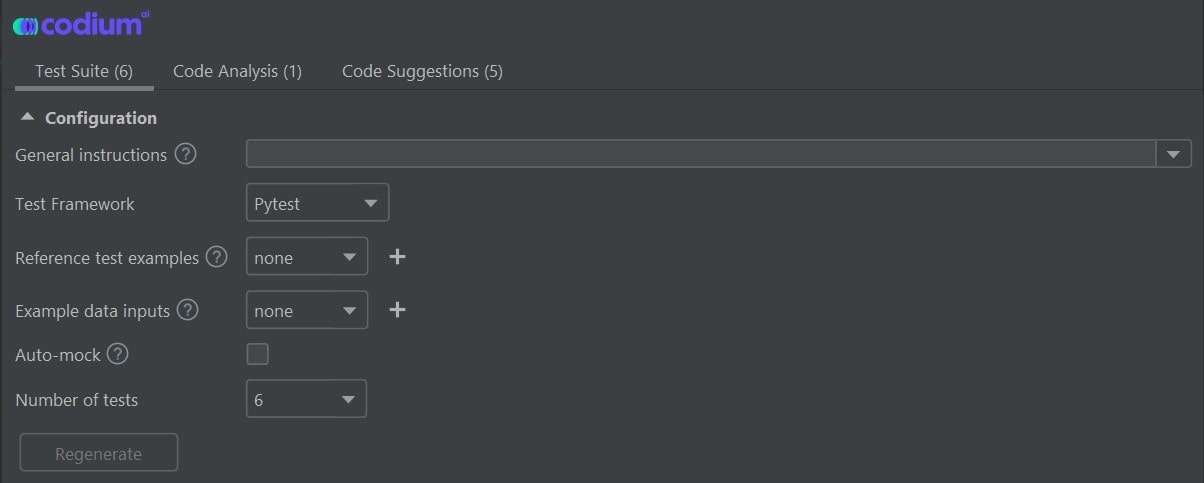 codium ai
Test Suite (6) Code Analysis (1) Code Suggestions (5)
Configuration
General instructions ?
Test Framework Pytest
Reference test examples ? none +
Example data inputs ? none +
Auto-mock ?
Number of tests 6
Regenerate